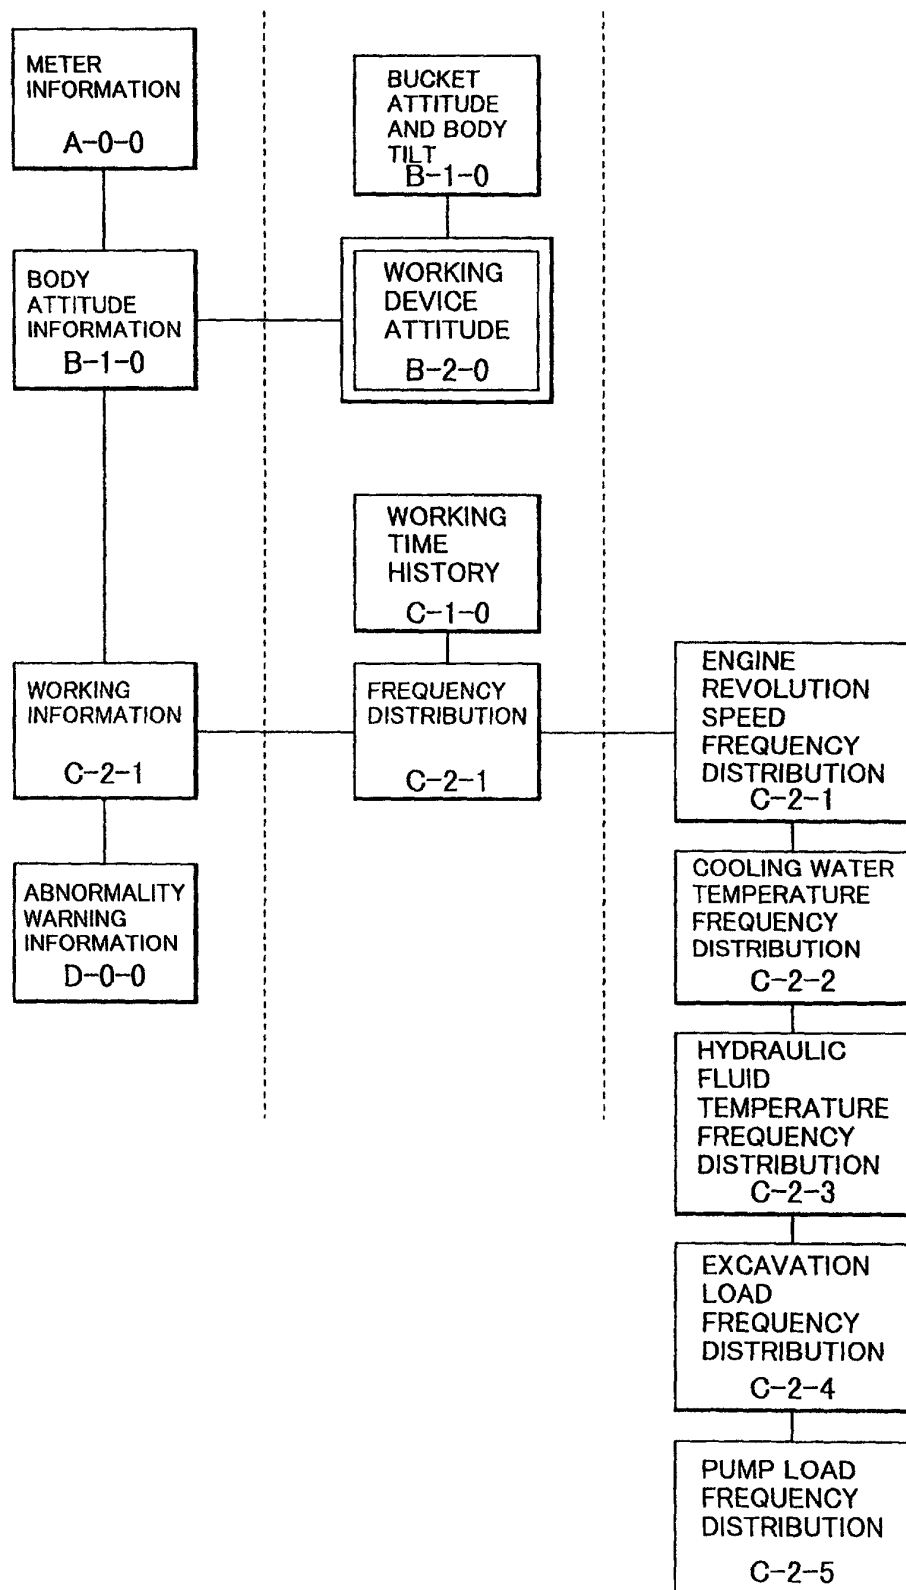 METER
INFORMATION
A-0-0
BODY
ATTITUDE
INFORMATION
B-1-0
WORKING
INFORMATION
C-2-1
ABNORMALITY
WARNING
INFORMATION
D-0-0
BUCKET
ATTITUDE
AND BODY
TILT
B-1-0
WORKING
DEVICE
ATTITUDE
B-2-0
WORKING
TIME
HISTORY
C-1-0
FREQUENCY
DISTRIBUTION
C-2-1
ENGINE
REVOLUTION
SPEED
FREQUENCY
DISTRIBUTION
C-2-1
COOLING WATER
TEMPERATURE
FREQUENCY
DISTRIBUTION
C-2-2
HYDRAULIC
FLUID
TEMPERATURE
FREQUENCY
DISTRIBUTION
C-2-3
EXCAVATION
LOAD
FREQUENCY
DISTRIBUTION
C-2-4
PUMP LOAD
FREQUENCY
DISTRIBUTION
C-2-5